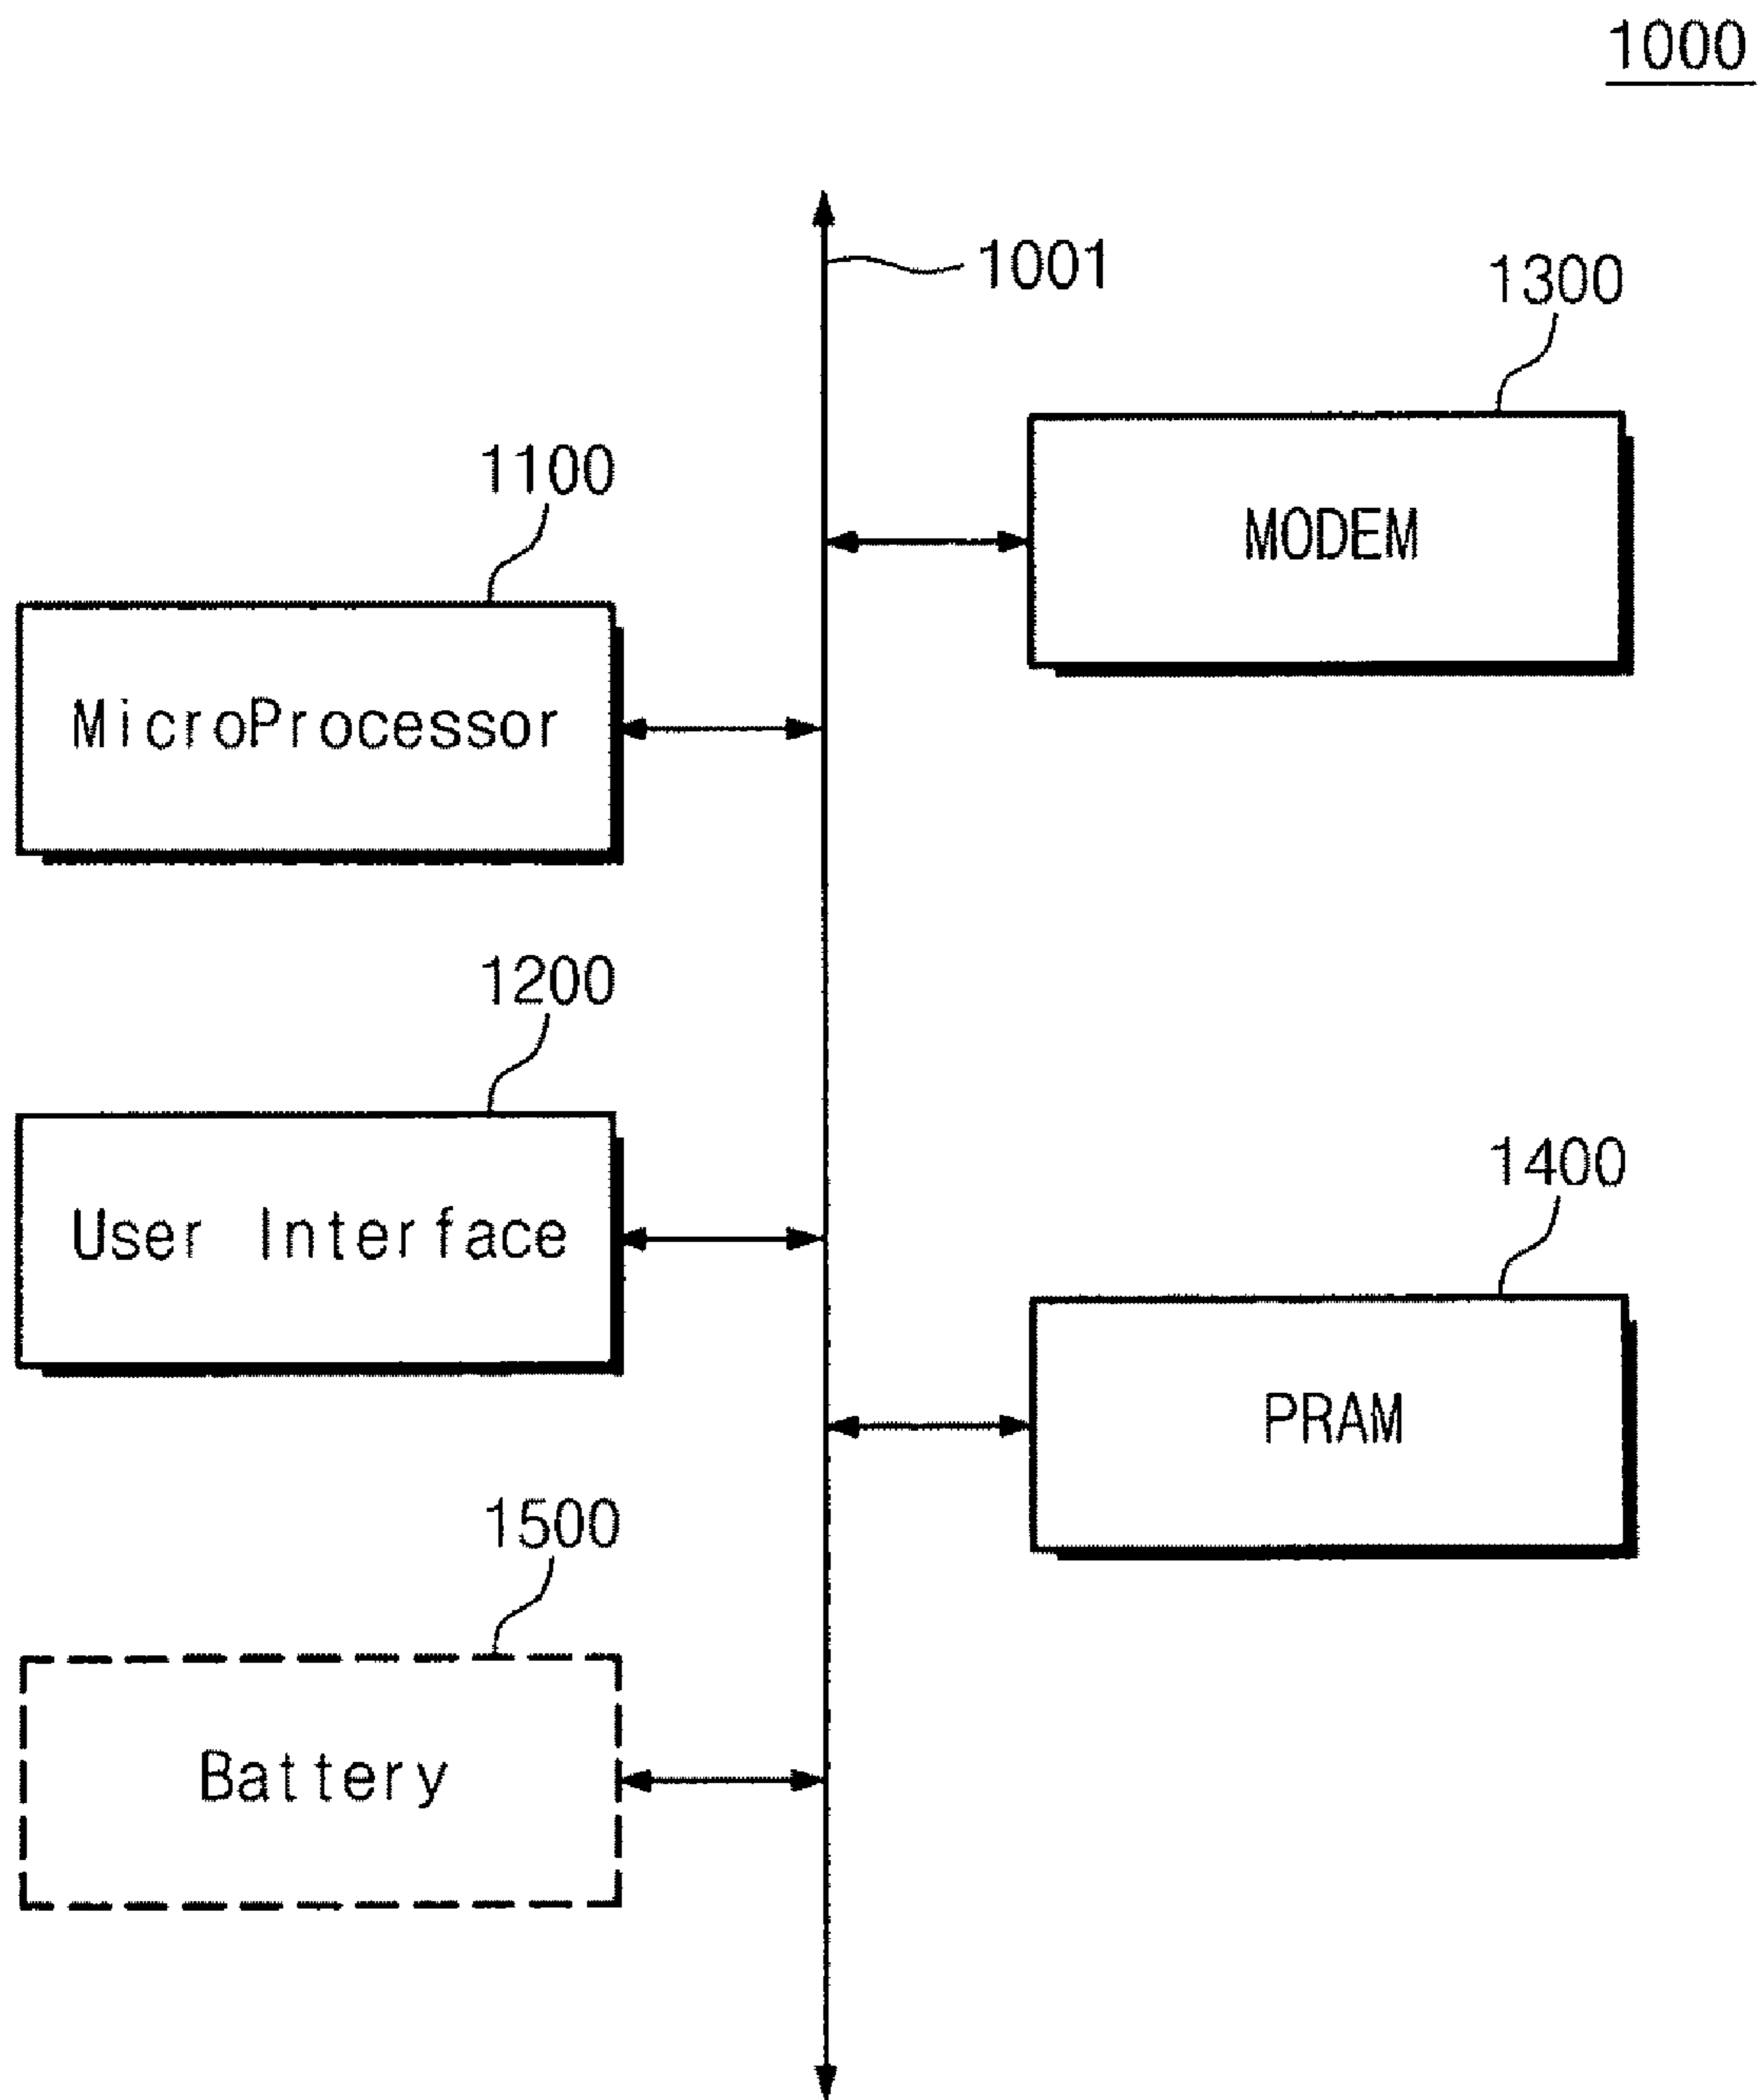 1000
1001
1300
1100
MODEM
MicroProcessor
1200
1400
User Interface
PRAM
1500
Battery